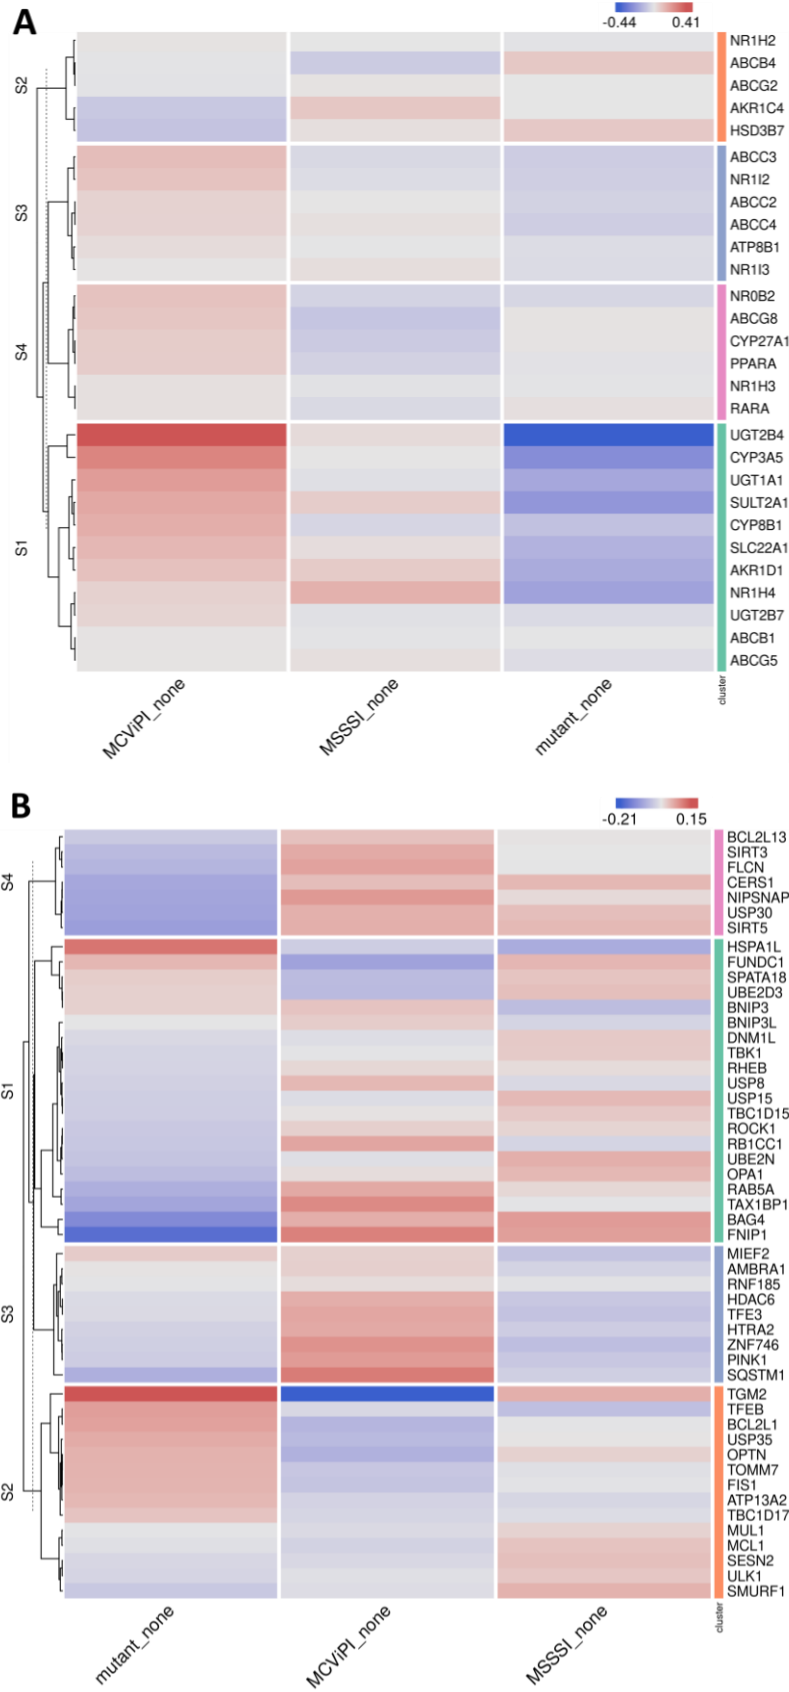 A
-0.44 0.41
S2
S3
S4
S1
NR1H2
ABCB4
ABCG2
AKR1C4
HSD3B7
ABCC3
NR1I2
ABCC2
ABCC4
ATP8B1
NR1I3
NR0B2
ABCG8
CYP27A1
PPARA
NR1H3
RARA
UGT2B4
CYP3A5
UGT1A1
SULT2A1
CYP8B1
SLC22A1
AKR1D1
NR1H4
UGT2B7
ABCB1
ABCG5
MCViPI_none
MSSSI_none
mutant_none
cluster
B
-0.21 0.15
S4
S1
S3
S2
BCL2L13
SIRT3
FLCN
CERS1
NIPSNAP
USP30
SIRT5
HSPA1L
FUNDC1
SPATA18
UBE2D3
BNIP3
BNIP3L
DNM1L
TBK1
RHEB
USP8
USP15
TBC1D15
ROCK1
RB1CC1
UBE2N
OPA1
RAB5A
TAX1BP1
BAG4
FNIP1
MIEF2
AMBRA1
RNF185
HDAC6
TFE3
HTRA2
ZNF746
PINK1
SQSTM1
TGM2
TFEB
BCL2L1
USP35
OPTN
TOMM7
FIS1
ATP13A2
TBC1D17
MUL1
MCL1
SESN2
ULK1
SMURF1
mutant_none
MCViPI_none
MSSSI_none
cluster